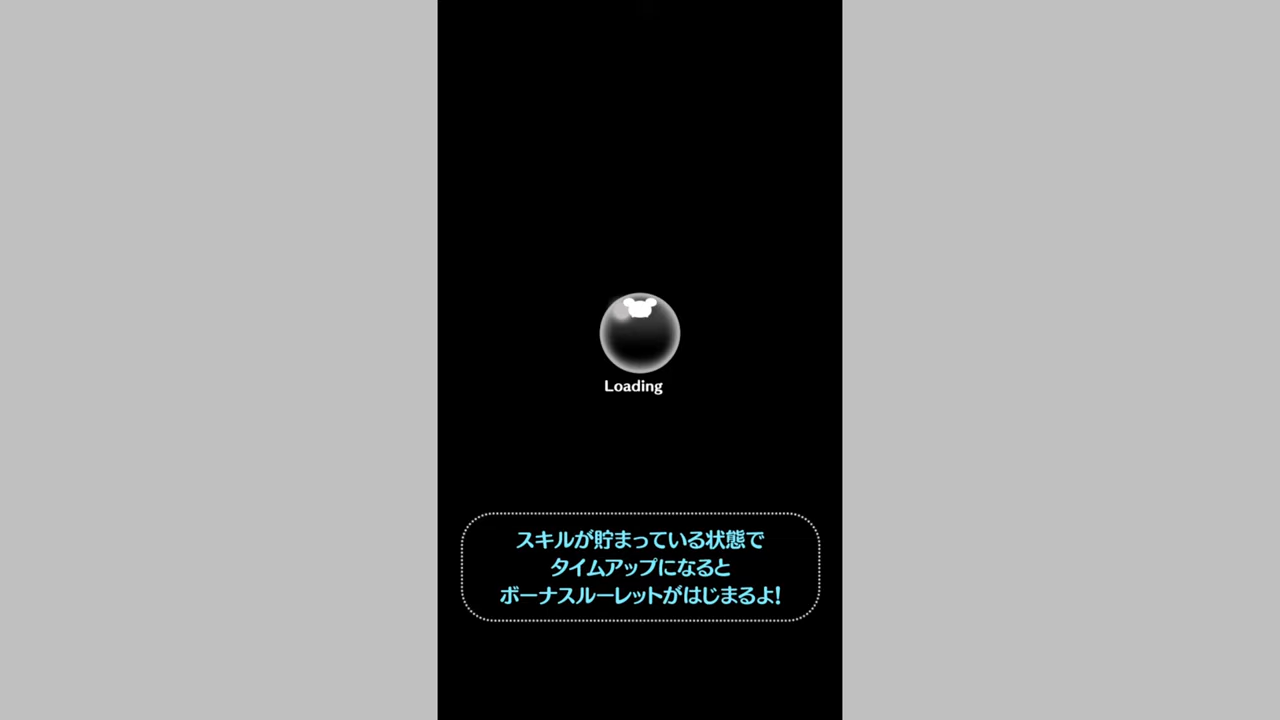 Loading
スキルが貯まっている状態で
タイムアップになると
ボーナスルーレットがはじまるよ!